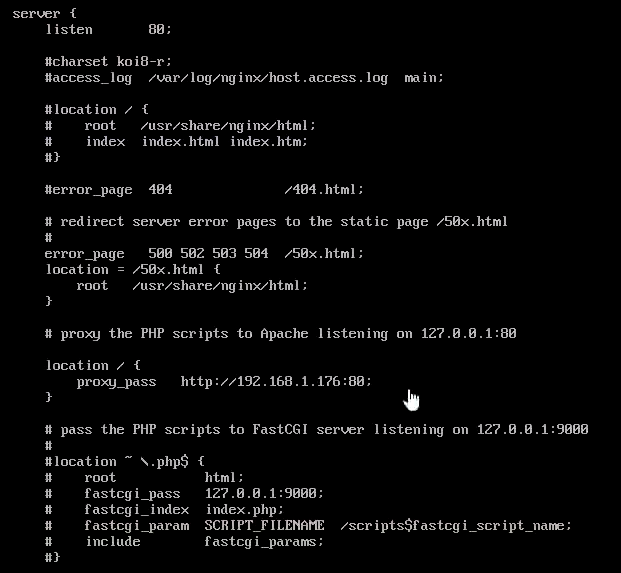 server {
    listen       80;

    #charset koi8-r;
    #access_log  /var/log/nginx/host.access.log  main;

    #location / {
    #    root   /usr/share/nginx/html;
    #    index  index.html index.htm;
    #}

    #error_page  404              /404.html;

    # redirect server error pages to the static page /50x.html
    #
    error_page   500 502 503 504  /50x.html;
    location = /50x.html {
        root   /usr/share/nginx/html;
    }

    # proxy the PHP scripts to Apache listening on 127.0.0.1:80

    location / {
        proxy_pass   http://192.168.1.176:80;
    }

    # pass the PHP scripts to FastCGI server listening on 127.0.0.1:9000
    #
    #location ~ \.php$ {
    #    root           html;
    #    fastcgi_pass   127.0.0.1:9000;
    #    fastcgi_index  index.php;
    #    fastcgi_param  SCRIPT_FILENAME  /scripts$fastcgi_script_name;
    #    include        fastcgi_params;
    #}